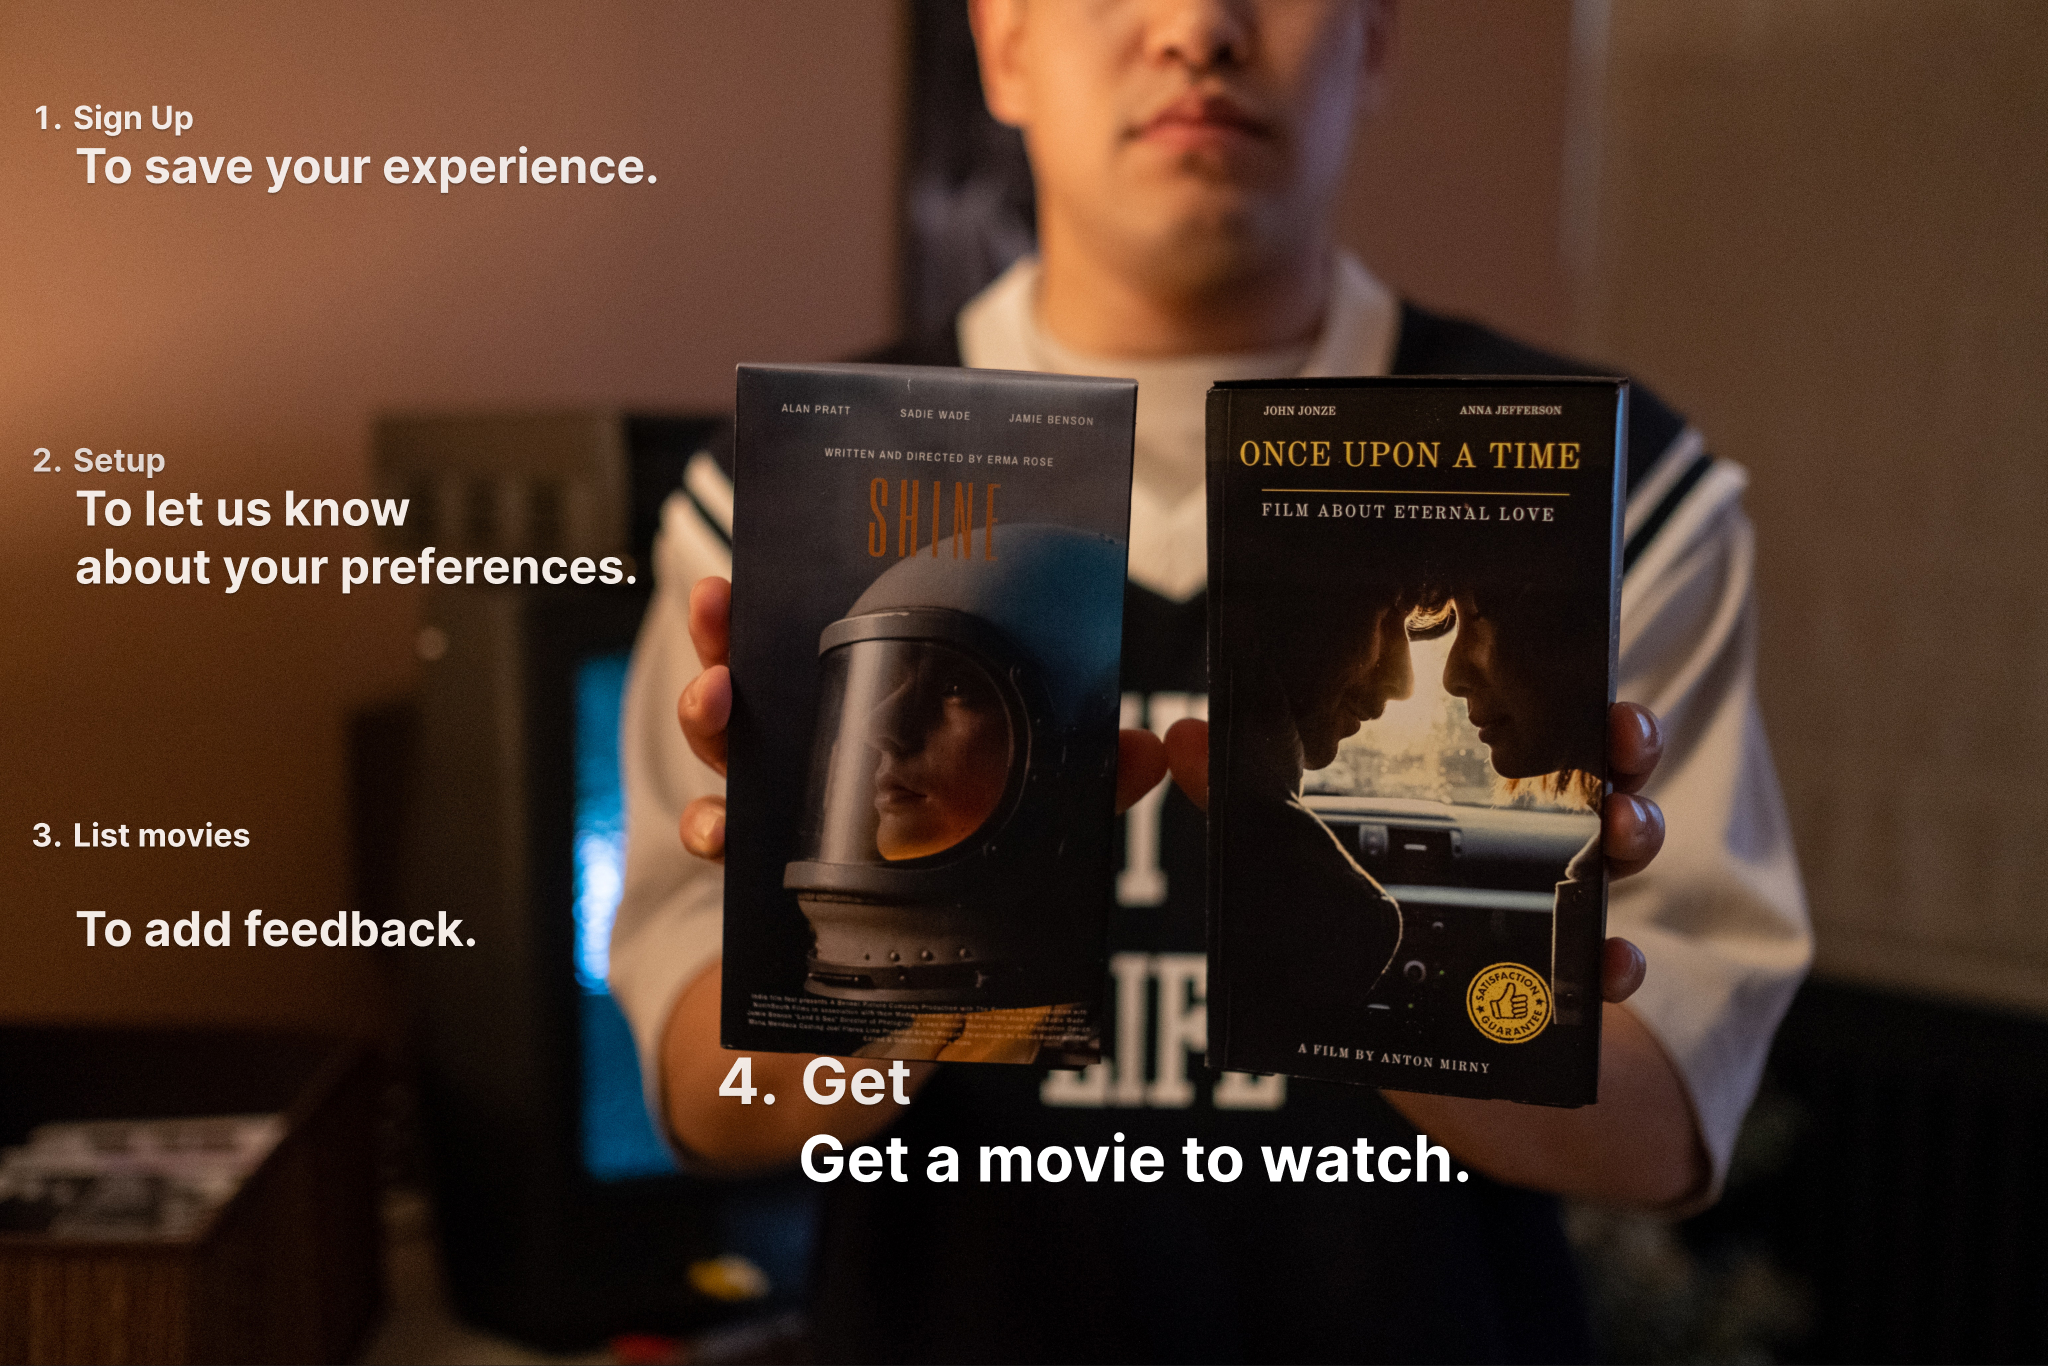 1. Sign Up
To save your experience.
2. Setup
To let us know
about your preferences.
3. List movies
To add feedback.
ALAN PRATT SADIE WADE JAMIE BENSON
WRITTEN AND DIRECTED BY ERMA ROSE
SHINE
JOHN JONZE ANNA JEFFERSON
ONCE UPON A TIME
FILM ABOUT ETERNAL LOVE
SATISFACTION
GUARANTEE
A FILM BY ANTON MIRNY
LIFE
4. Get
Get a movie to watch.